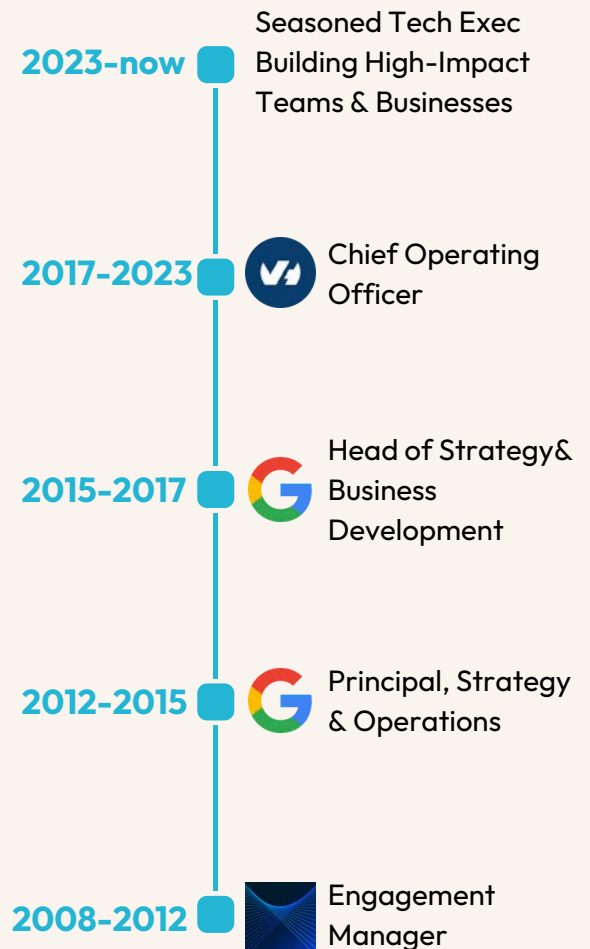 Seasoned Tech Exec
2023-now
Building High-Impact
Teams & Businesses
2017-2023
Chief Operating
Officer
2015-2017
Head of Strategy&
Business
Development
2012-2015
Principal, Strategy
& Operations
2008-2012
Engagement
Manager